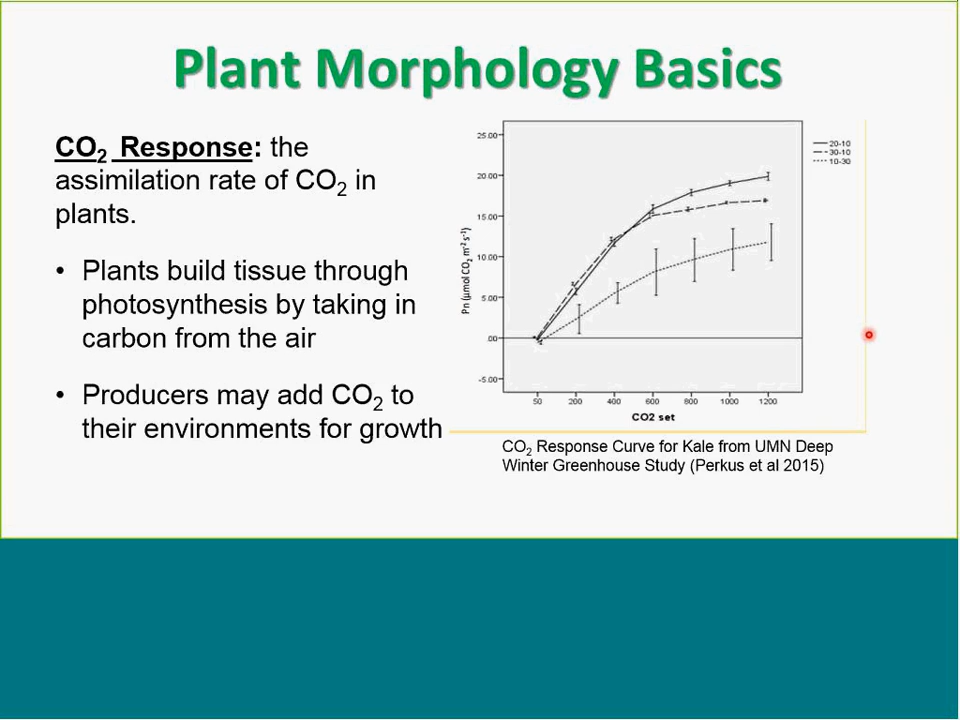 Plant Morphology Basics
CO₂ Response: the
assimilation rate of CO₂ in
plants.
• Plants build tissue through
photosynthesis by taking in
carbon from the air
• Producers may add CO₂ to
their environments for growth
25.00
20.00
15.00
10.00
5.00
.00
-5.00
Pn (μmol CO₂ m⁻² s⁻¹)
50 200 400 600 800 1000 1200
CO2 set
20-10
30-10
10-30
CO₂ Response Curve for Kale from UMN Deep
Winter Greenhouse Study (Perkus et al 2015)